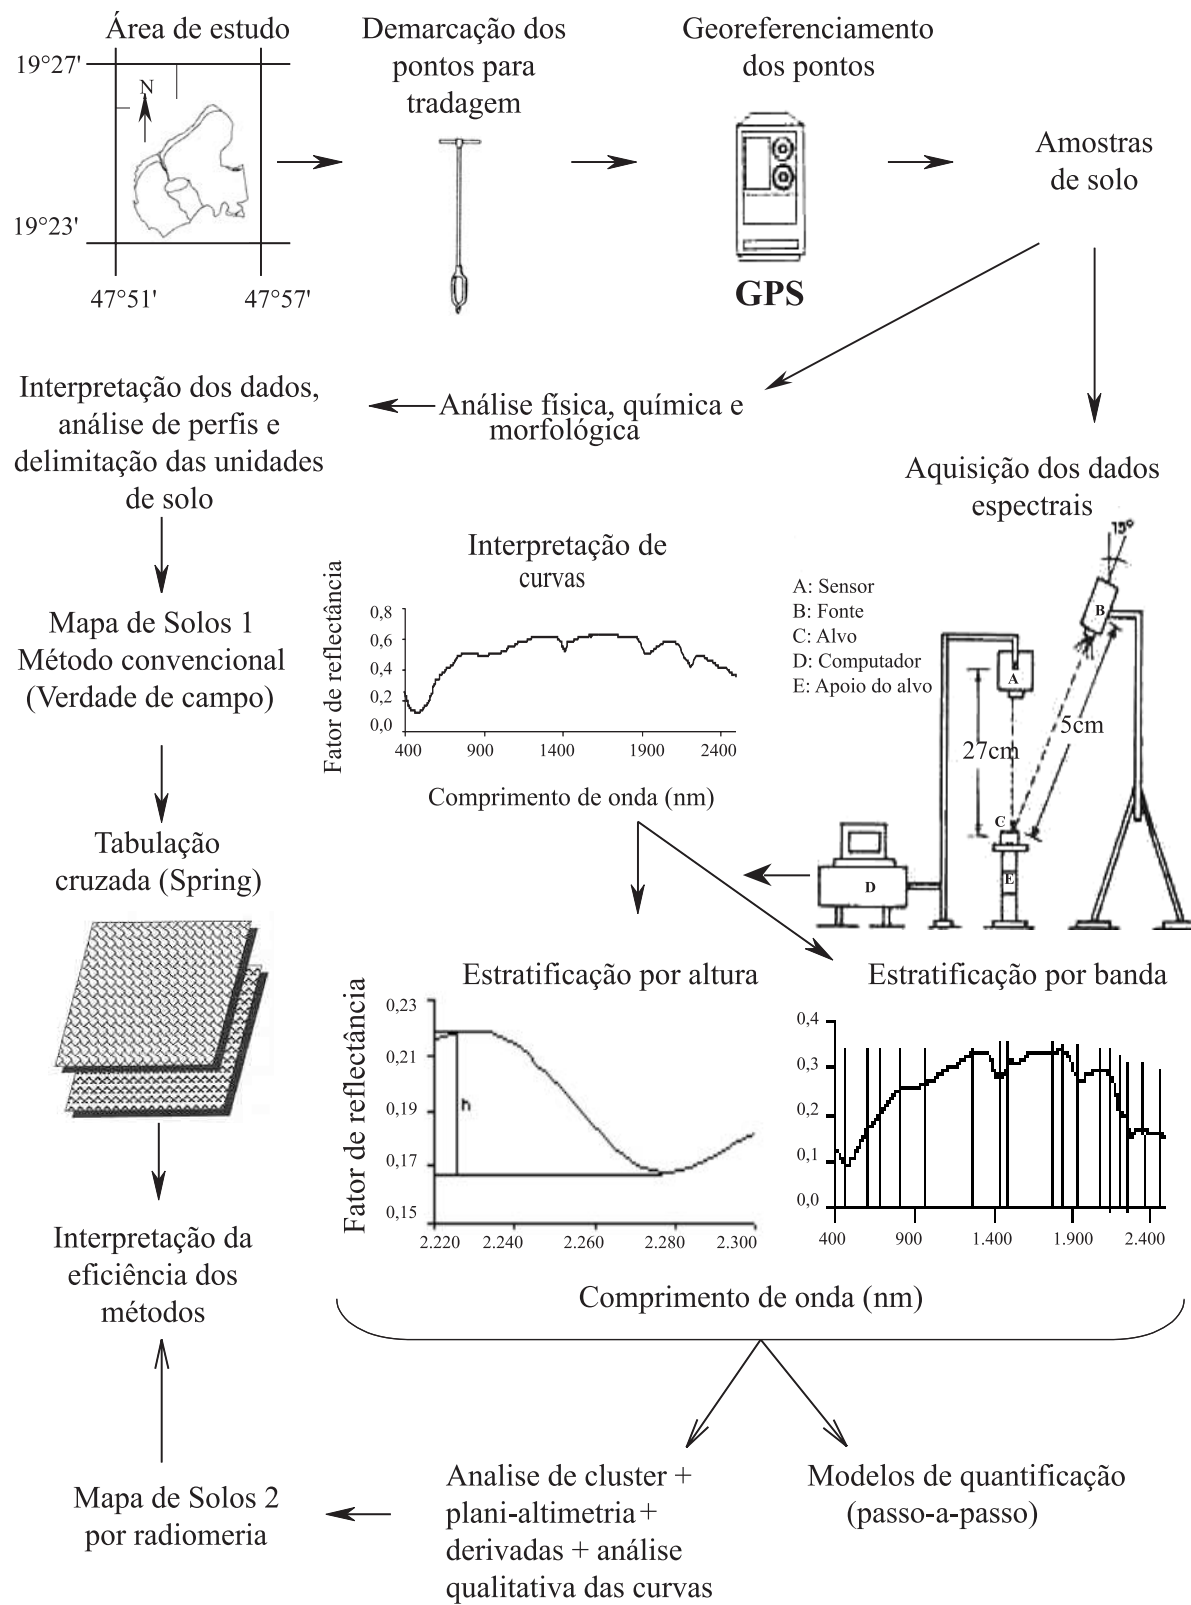 Área de estudo
19°27'
N
19°23'
47°51'
47°57'
Demarcação dos
pontos para
tradagem
Georeferenciamento
dos pontos
GPS
Amostras
de solo
Interpretação dos dados,
análise de perfis e
delimitação das unidades
de solo
Análise física, química e
morfológica
Aquisição dos dados
espectrais
15°
A: Sensor
B: Fonte
C: Alvo
D: Computador
E: Apoio do alvo
B
A
27cm
5cm
C
D
E
Mapa de Solos 1
Método convencional
(Verdade de campo)
Interpretação de
curvas
Fator de reflectância
0,8
0,6
0,4
0,2
0,0
400
900
1400
1900
2400
Comprimento de onda (nm)
Tabulação
cruzada (Spring)
Estratificação por altura
Fator de reflectância
0,23
0,21
0,19
0,17
0,15
h
2.220
2.240
2.260
2.280
2.300
Estratificação por banda
0,4
0,3
0,2
0,1
0,0
400
900
1.400
1.900
2.400
Comprimento de onda (nm)
Interpretação da
eficiência dos
métodos
Mapa de Solos 2
por radiomeria
Analise de cluster +
plani-altimetria +
derivadas + análise
qualitativa das curvas
Modelos de quantificação
(passo-a-passo)